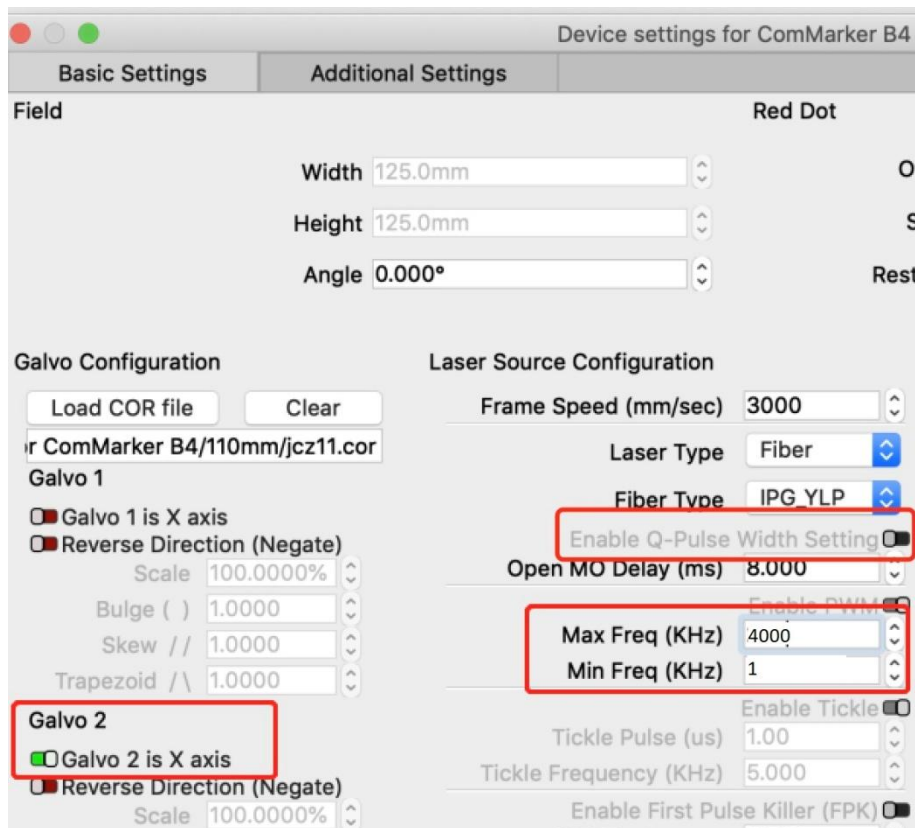 Device settings for ComMarker B4
Basic Settings
Additional Settings
Field
Red Dot
Width 125.0mm
Height 125.0mm
Angle 0.000°
Rest
Galvo Configuration
Load COR file
Clear
r ComMarker B4/110mm/jcz11.cor
Galvo 1
Galvo 1 is X axis
Reverse Direction (Negate)
Scale 100.0000%
Bulge ( ) 1.0000
Skew // 1.0000
Trapezoid /\ 1.0000
Galvo 2
Galvo 2 is X axis
Reverse Direction (Negate)
Scale 100.0000%
Laser Source Configuration
Frame Speed (mm/sec) 3000
Laser Type Fiber
Fiber Type IPG_YLP
Enable Q-Pulse Width Setting
Open MO Delay (ms) 8.000
Enable PWM
Max Freq (KHz) 4000
Min Freq (KHz) 1
Enable Tickle
Tickle Pulse (us) 1.00
Tickle Frequency (KHz) 5.000
Enable First Pulse Killer (FPK)